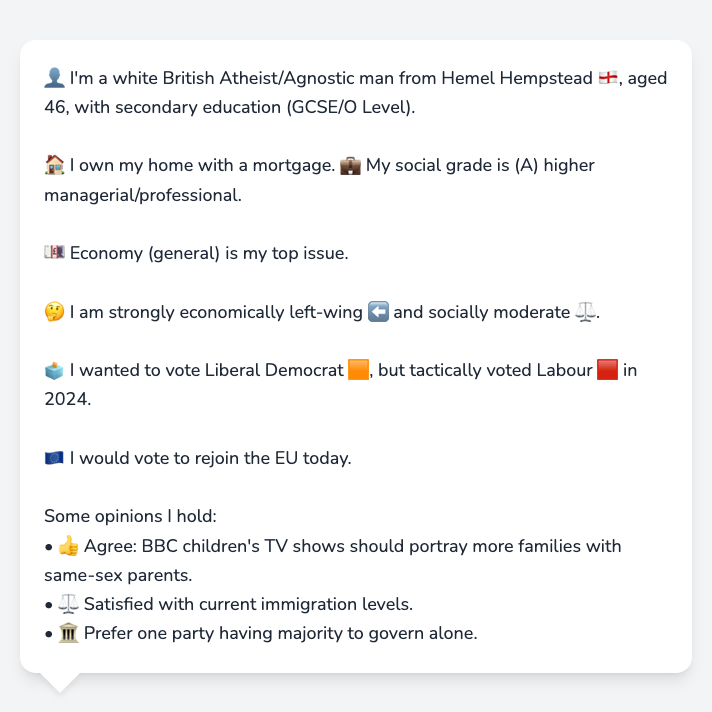 👤 I'm a white British Atheist/Agnostic man from Hemel Hempstead 🏴󠁧󠁢󠁥󠁮󠁧󠁿, aged
46, with secondary education (GCSE/O Level).
🏠 I own my home with a mortgage. 💼 My social grade is (A) higher
managerial/professional.
💷 Economy (general) is my top issue.
🤔 I am strongly economically left-wing ⬅️ and socially moderate ⚖️.
🗳️ I wanted to vote Liberal Democrat 🟧, but tactically voted Labour 🟥 in
2024.
🇪🇺 I would vote to rejoin the EU today.
Some opinions I hold:
• 👍 Agree: BBC children's TV shows should portray more families with
same-sex parents.
• ⚖️ Satisfied with current immigration levels.
• 🏛️ Prefer one party having majority to govern alone.